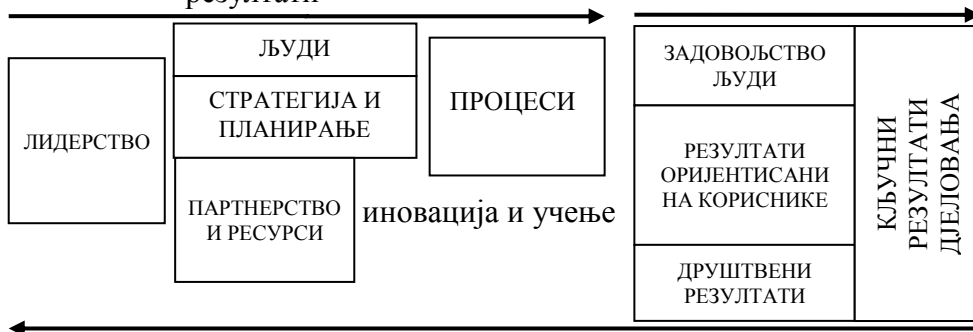 резултати
ЛИДЕРСТВО
ЉУДИ
СТРАТЕГИЈА И
ПЛАНИРАЊЕ
ПАРТНЕРСТВО
И РЕСУРСИ
ПРОЦЕСИ
иновација и учење
ЗАДОВОЉСТВО
ЉУДИ
РЕЗУЛТАТИ
ОРИЈЕНТИСАНИ
НА КОРИСНИКЕ
ДРУШТВЕНИ
РЕЗУЛТАТИ
КЉУЧНИ
РЕЗУЛТАТИ
ДЈЕЛОВАЊА